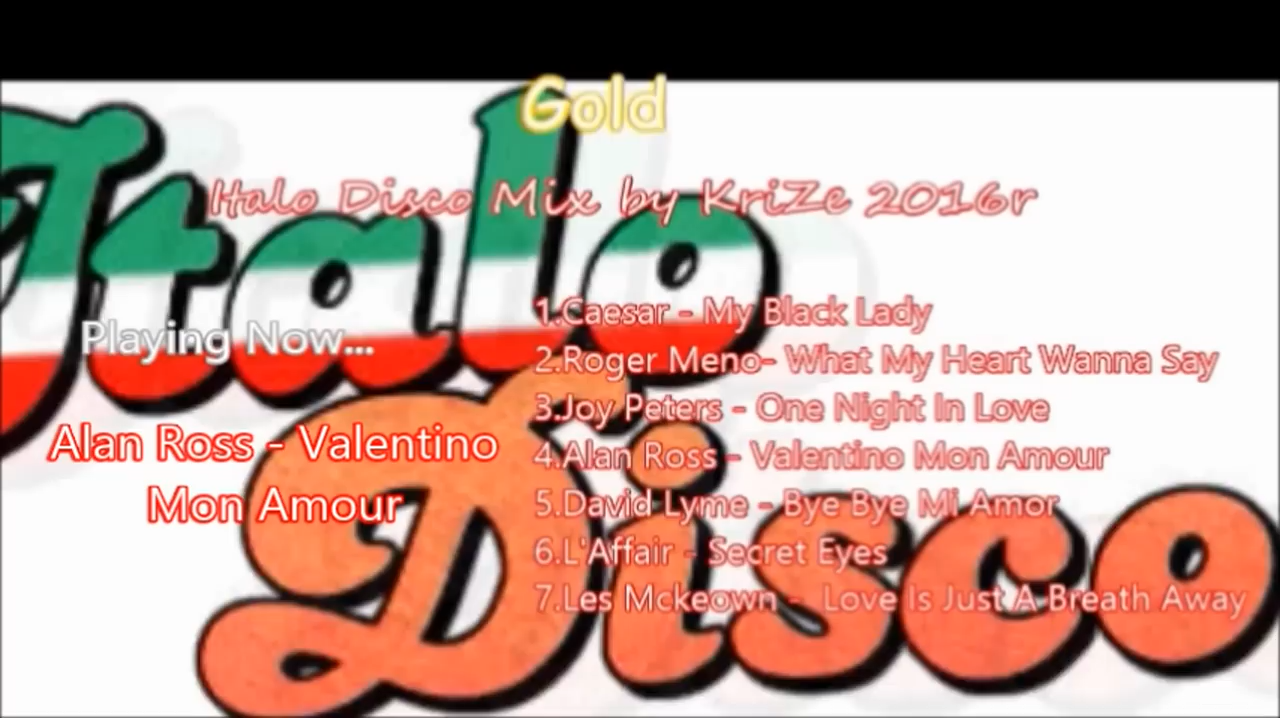 Gold
Italo Disco Mix by KriZe 2016r
Italo
Disco
Playing Now...
Alan Ross - Valentino
Mon Amour
1.Caesar - My Black Lady
2.Roger Meno- What My Heart Wanna Say
3.Joy Peters - One Night In Love
4.Alan Ross - Valentino Mon Amour
5.David Lyme - Bye Bye Mi Amor
6.L'Affair - Secret Eyes
7.Les Mckeown - Love Is Just A Breath Away